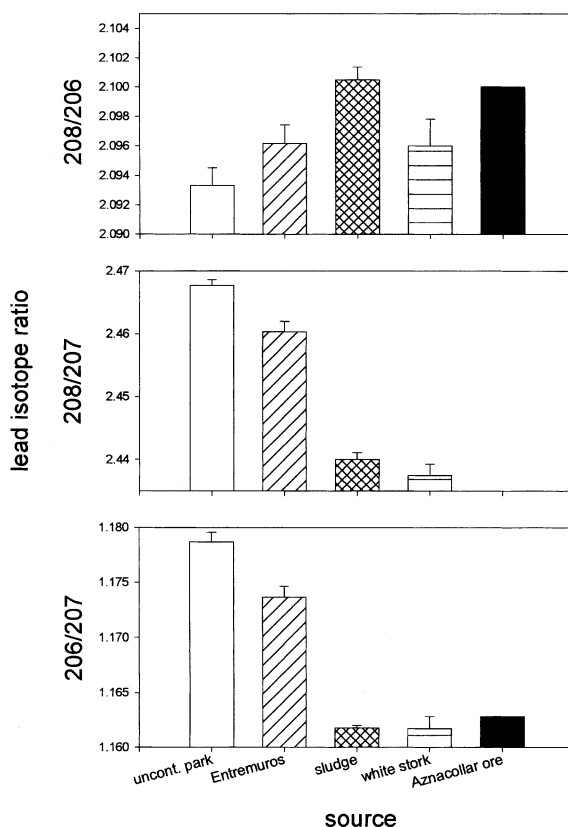 lead isotope ratio
208/206
2.104
2.102
2.100
2.098
2.096
2.094
2.092
2.090
208/207
2.47
2.46
2.45
2.44
206/207
1.180
1.175
1.170
1.165
1.160
uncont. park
Entremuros
sludge
white stork
Aznacollar ore
source